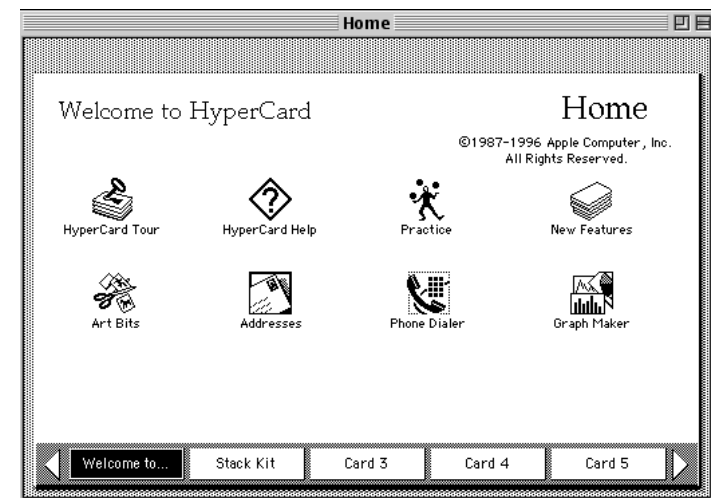 Home
Welcome to HyperCard
Home
©1987-1996 Apple Computer, Inc.
All Rights Reserved.
HyperCard Tour
HyperCard Help
Practice
New Features
Art Bits
Addresses
Phone Dialer
Graph Maker
Welcome to...
Stack Kit
Card 3
Card 4
Card 5